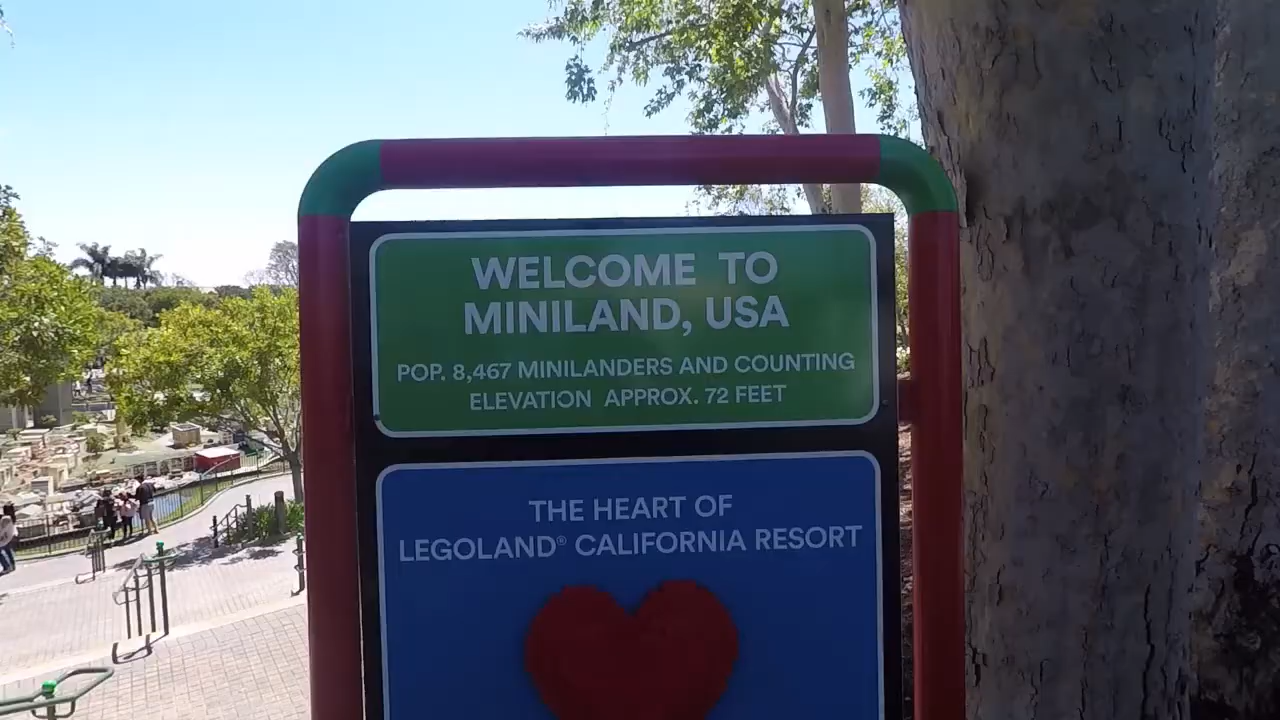 WELCOME TO
MINILAND, USA
POP. 8,467 MINILANDERS AND COUNTING
ELEVATION APPROX. 72 FEET
THE HEART OF
LEGOLAND® CALIFORNIA RESORT